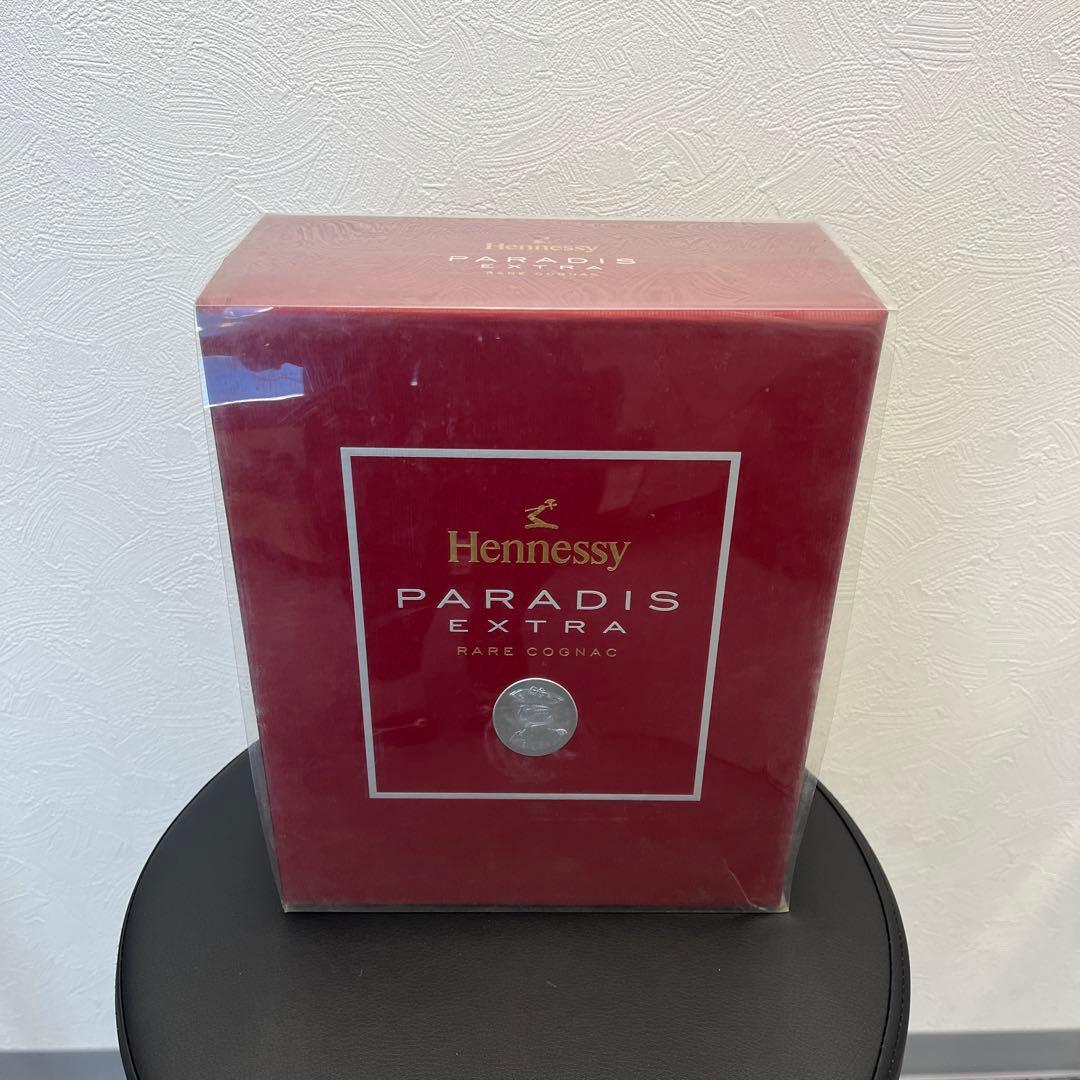 Hennessy
PARADIS
EXTRA
RARE COGNAC
Hennessy
PARADIS
EXTRA
RARE COGNAC